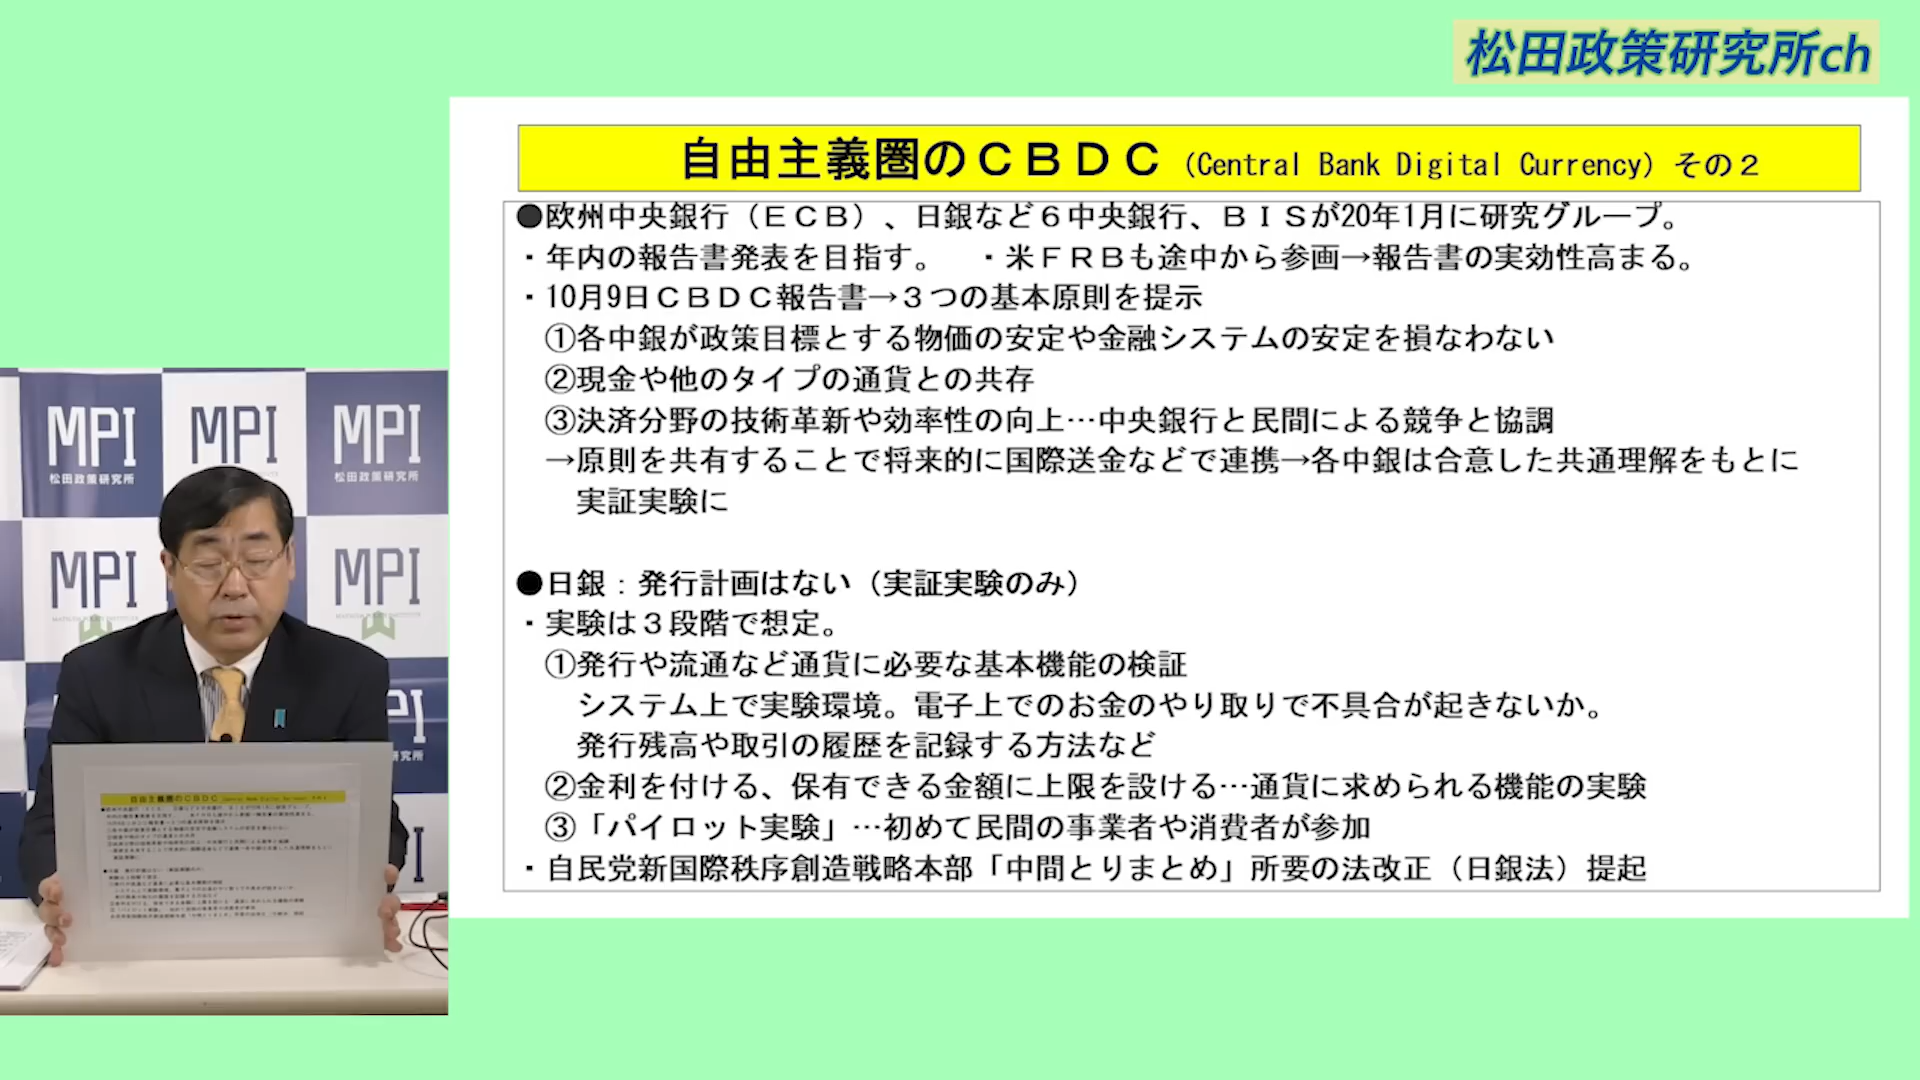 松田政策研究所ch
自由主義圏のＣＢＤＣ（Central Bank Digital Currency）その２
●欧州中央銀行（ＥＣＢ）、日銀など６中央銀行、ＢＩＳが20年1月に研究グループ。
・年内の報告書発表を目指す。　・米ＦＲＢも途中から参画→報告書の実効性高まる。
・10月9日ＣＢＤＣ報告書→３つの基本原則を提示
①各中銀が政策目標とする物価の安定や金融システムの安定を損なわない
②現金や他のタイプの通貨との共存
③決済分野の技術革新や効率性の向上…中央銀行と民間による競争と協調
→原則を共有することで将来的に国際送金などで連携→各中銀は合意した共通理解をもとに
実証実験に
●日銀：発行計画はない（実証実験のみ）
・実験は３段階で想定。
①発行や流通など通貨に必要な基本機能の検証
システム上で実験環境。電子上でのお金のやり取りで不具合が起きないか。
発行残高や取引の履歴を記録する方法など
②金利を付ける、保有できる金額に上限を設ける…通貨に求められる機能の実験
③「パイロット実験」…初めて民間の事業者や消費者が参加
・自民党新国際秩序創造戦略本部「中間とりまとめ」所要の法改正（日銀法）提起
MPI
松田政策研究所
MPI
MPI
松田政策研究所
MPI
MPI
自由主義圏のＣＢＤＣ